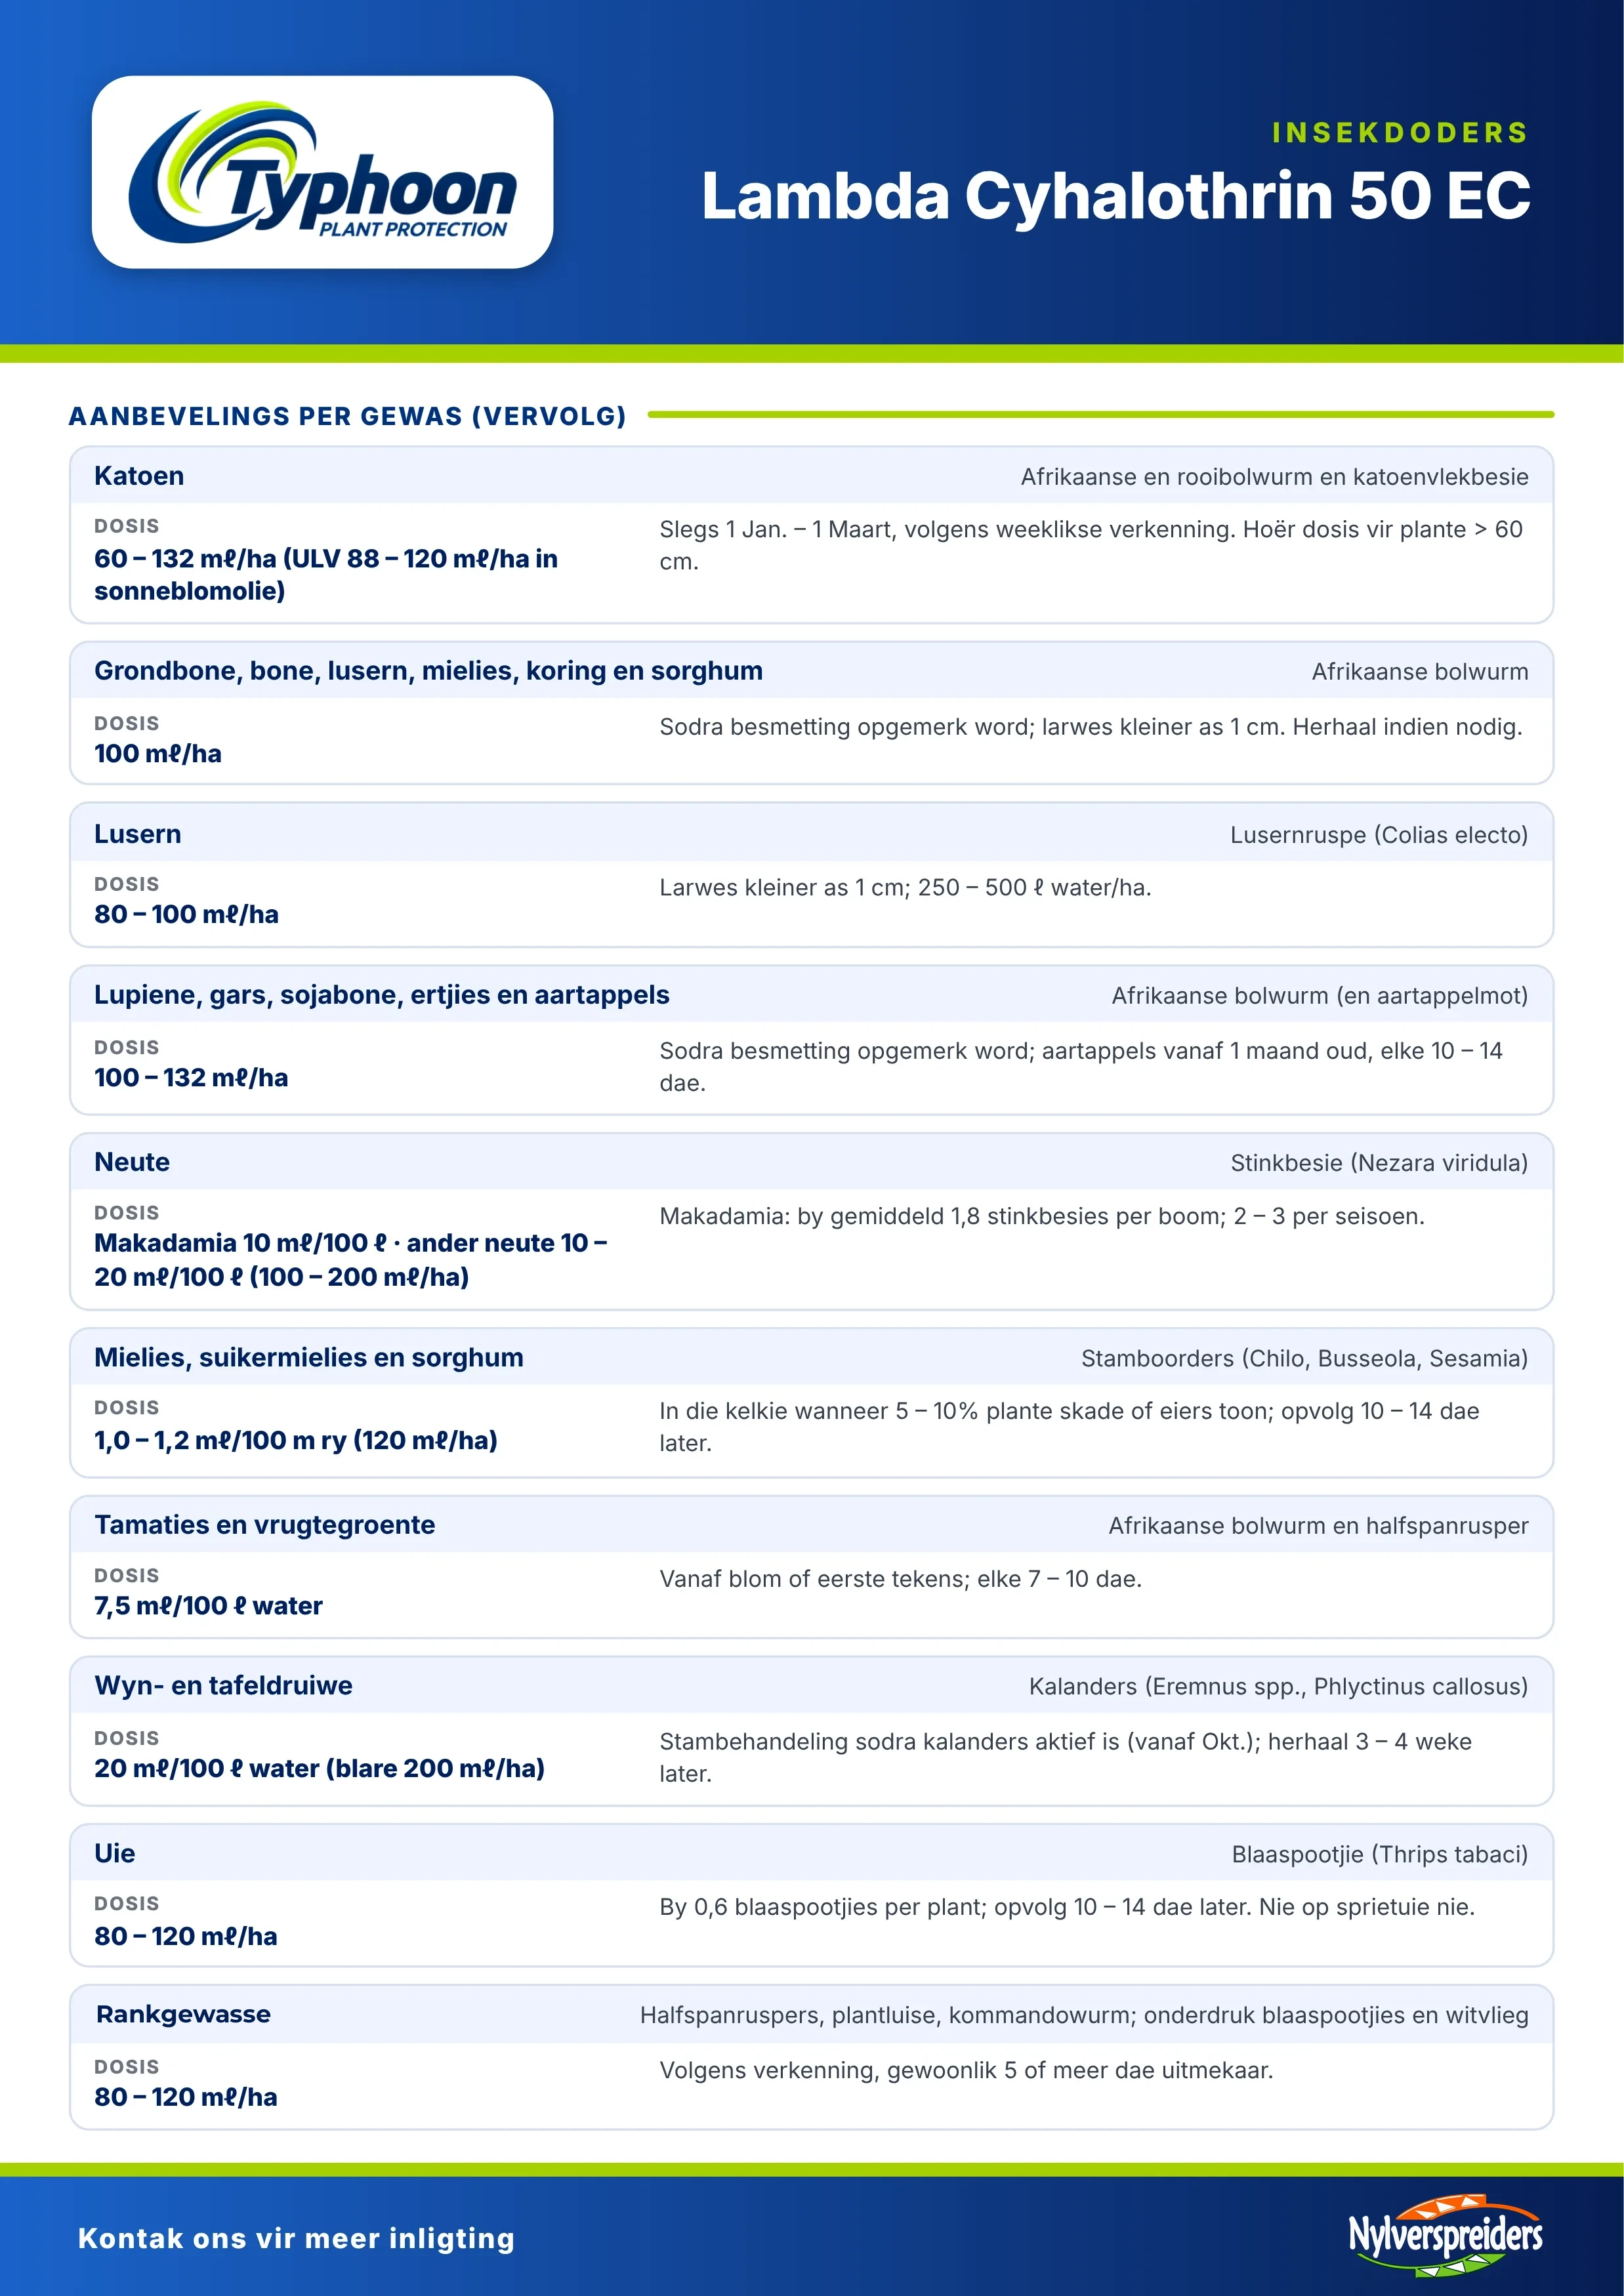 Typhoon
PLANT PROTECTION
INSEKDODERS
Lambda Cyhalothrin 50 EC
AANBEVELINGS PER GEWAS (VERVOLG)
Katoen
Afrikaanse en rooibolwurm en katoenvlekbesie
DOSIS
60 – 132 mℓ/ha (ULV 88 – 120 mℓ/ha in
sonneblomolie)
Slegs 1 Jan. – 1 Maart, volgens weeklikse verkenning. Hoër dosis vir plante > 60
cm.
Grondbone, bone, lusern, mielies, koring en sorghum
Afrikaanse bolwurm
DOSIS
100 mℓ/ha
Sodra besmetting opgemerk word; larwes kleiner as 1 cm. Herhaal indien nodig.
Lusern
Lusernruspe (Colias electo)
DOSIS
80 – 100 mℓ/ha
Larwes kleiner as 1 cm; 250 – 500 ℓ water/ha.
Lupiene, gars, sojabone, ertjies en aartappels
Afrikaanse bolwurm (en aartappelmot)
DOSIS
100 – 132 mℓ/ha
Sodra besmetting opgemerk word; aartappels vanaf 1 maand oud, elke 10 – 14
dae.
Neute
Stinkbesie (Nezara viridula)
DOSIS
Makadamia 10 mℓ/100 ℓ · ander neute 10 –
20 mℓ/100 ℓ (100 – 200 mℓ/ha)
Makadamia: by gemiddeld 1,8 stinkbesies per boom; 2 – 3 per seisoen.
Mielies, suikermielies en sorghum
Stamboorders (Chilo, Busseola, Sesamia)
DOSIS
1,0 – 1,2 mℓ/100 m ry (120 mℓ/ha)
In die kelkie wanneer 5 – 10% plante skade of eiers toon; opvolg 10 – 14 dae
later.
Tamaties en vrugtegroente
Afrikaanse bolwurm en halfspanrusper
DOSIS
7,5 mℓ/100 ℓ water
Vanaf blom of eerste tekens; elke 7 – 10 dae.
Wyn- en tafeldruiwe
Kalanders (Eremnus spp., Phlyctinus callosus)
DOSIS
20 mℓ/100 ℓ water (blare 200 mℓ/ha)
Stambehandeling sodra kalanders aktief is (vanaf Okt.); herhaal 3 – 4 weke
later.
Uie
Blaaspootjie (Thrips tabaci)
DOSIS
80 – 120 mℓ/ha
By 0,6 blaaspootjies per plant; opvolg 10 – 14 dae later. Nie op sprietuie nie.
Rankgewasse
Halfspanruspers, plantluise, kommandowurm; onderdruk blaaspootjies en witvlieg
DOSIS
80 – 120 mℓ/ha
Volgens verkenning, gewoonlik 5 of meer dae uitmekaar.
Kontak ons vir meer inligting
Nylverspreiders